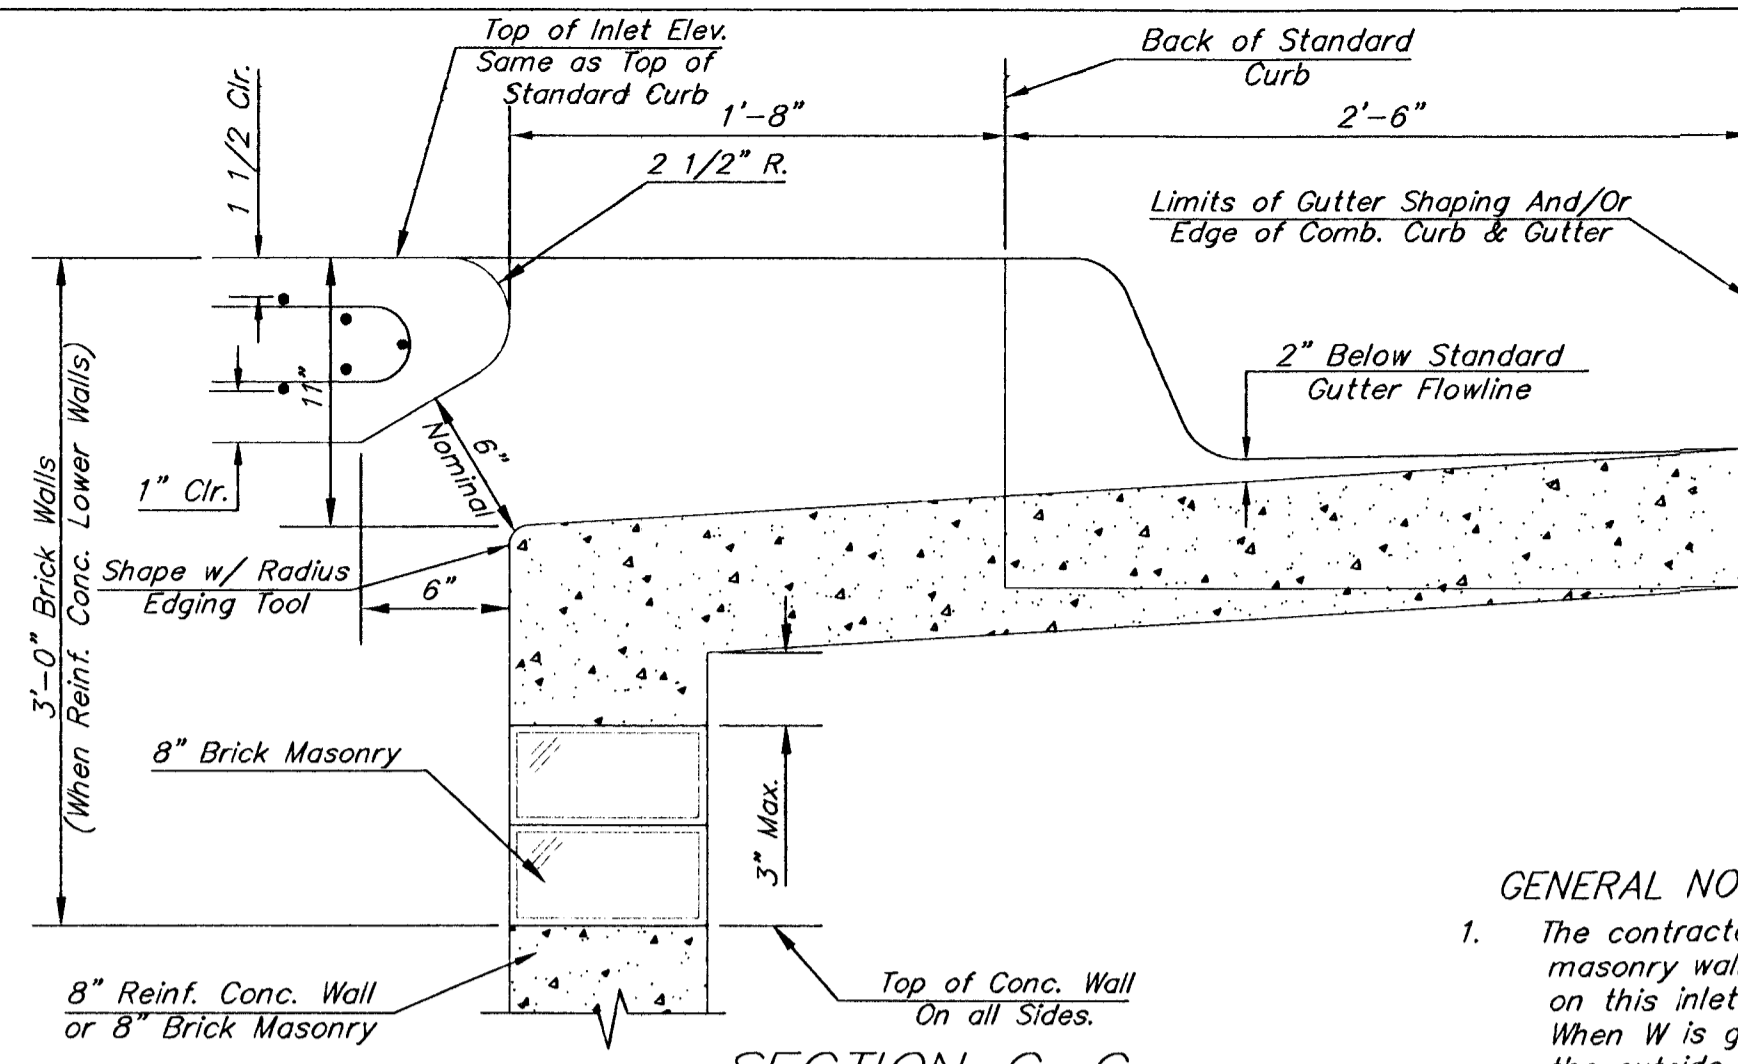 Top of Inlet Elev.
Same as Top of
Standard Curb
Back of Standard
Curb
1 1/2 Clr.
1'-8"
2'-6"
2 1/2" R.
Limits of Gutter Shaping And/Or
Edge of Comb. Curb & Gutter
2" Below Standard
Gutter Flowline
11"
6"
Nominal
1" Clr.
3'-0" Brick Walls
(When Reinf. Conc. Lower Walls)
Shape w/ Radius
Edging Tool
6"
8" Brick Masonry
3" Max.
GENERAL NO
1. The contract
masonry wal
on this inlet
When W is g
8" Reinf. Conc. Wall
or 8" Brick Masonry
Top of Conc. Wall
On all Sides.